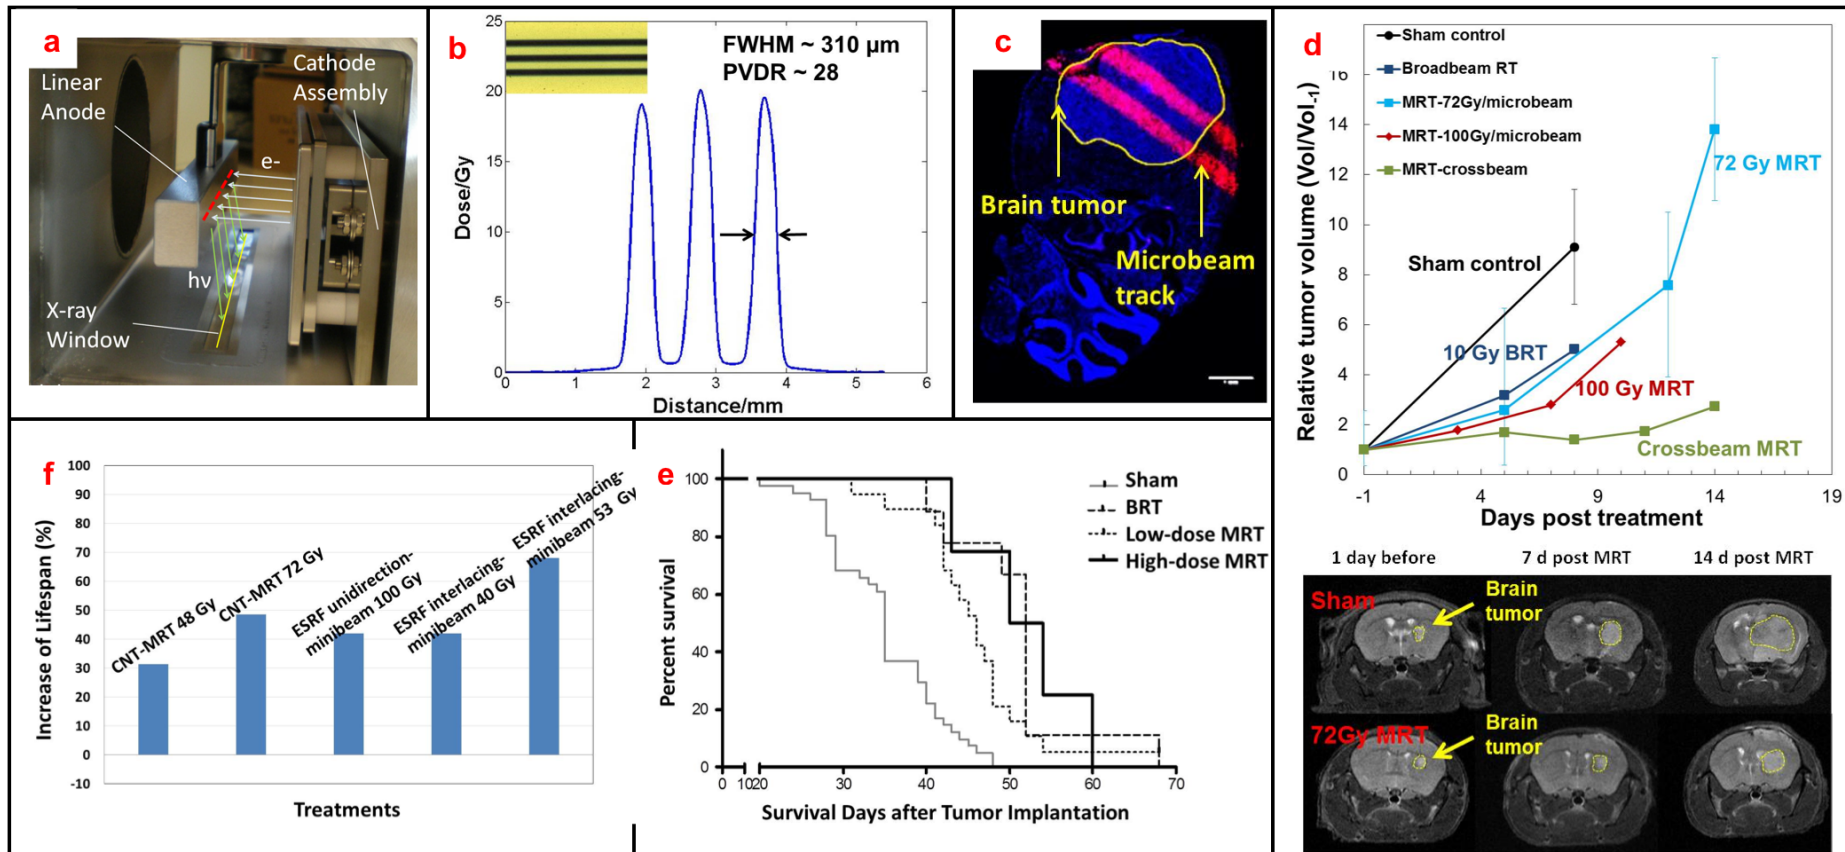 a
Linear
Anode
Cathode
Assembly
e-
hν
X-ray
Window
b
FWHM ~ 310 µm
PVDR ~ 28
Dose/Gy
25
20
15
10
5
0
0 1 2 3 4 5 6
Distance/mm
c
Brain tumor
Microbeam
track
d
Sham control
Broadbeam RT
MRT-72Gy/microbeam
MRT-100Gy/microbeam
MRT-crossbeam
Relative tumor volume (Vol/Vol-1)
16
14
12
10
8
6
4
2
0
72 Gy MRT
Sham control
10 Gy BRT
100 Gy MRT
Crossbeam MRT
-1 4 9 14 19
Days post treatment
1 day before 7 d post MRT 14 d post MRT
Sham
Brain
tumor
72Gy MRT
Brain
tumor
f
Increase of Lifespan (%)
100
90
80
70
60
50
40
30
20
10
0
-10
CNT-MRT 48 Gy
CNT-MRT 72 Gy
ESRF unidirection-
minibeam 100 Gy
ESRF interlacing-
minibeam 40 Gy
ESRF interlacing-
minibeam 53 Gy
Treatments
e
Sham
BRT
Low-dose MRT
High-dose MRT
Percent survival
100
80
60
40
20
0
0 10 20 30 40 50 60 70
Survival Days after Tumor Implantation